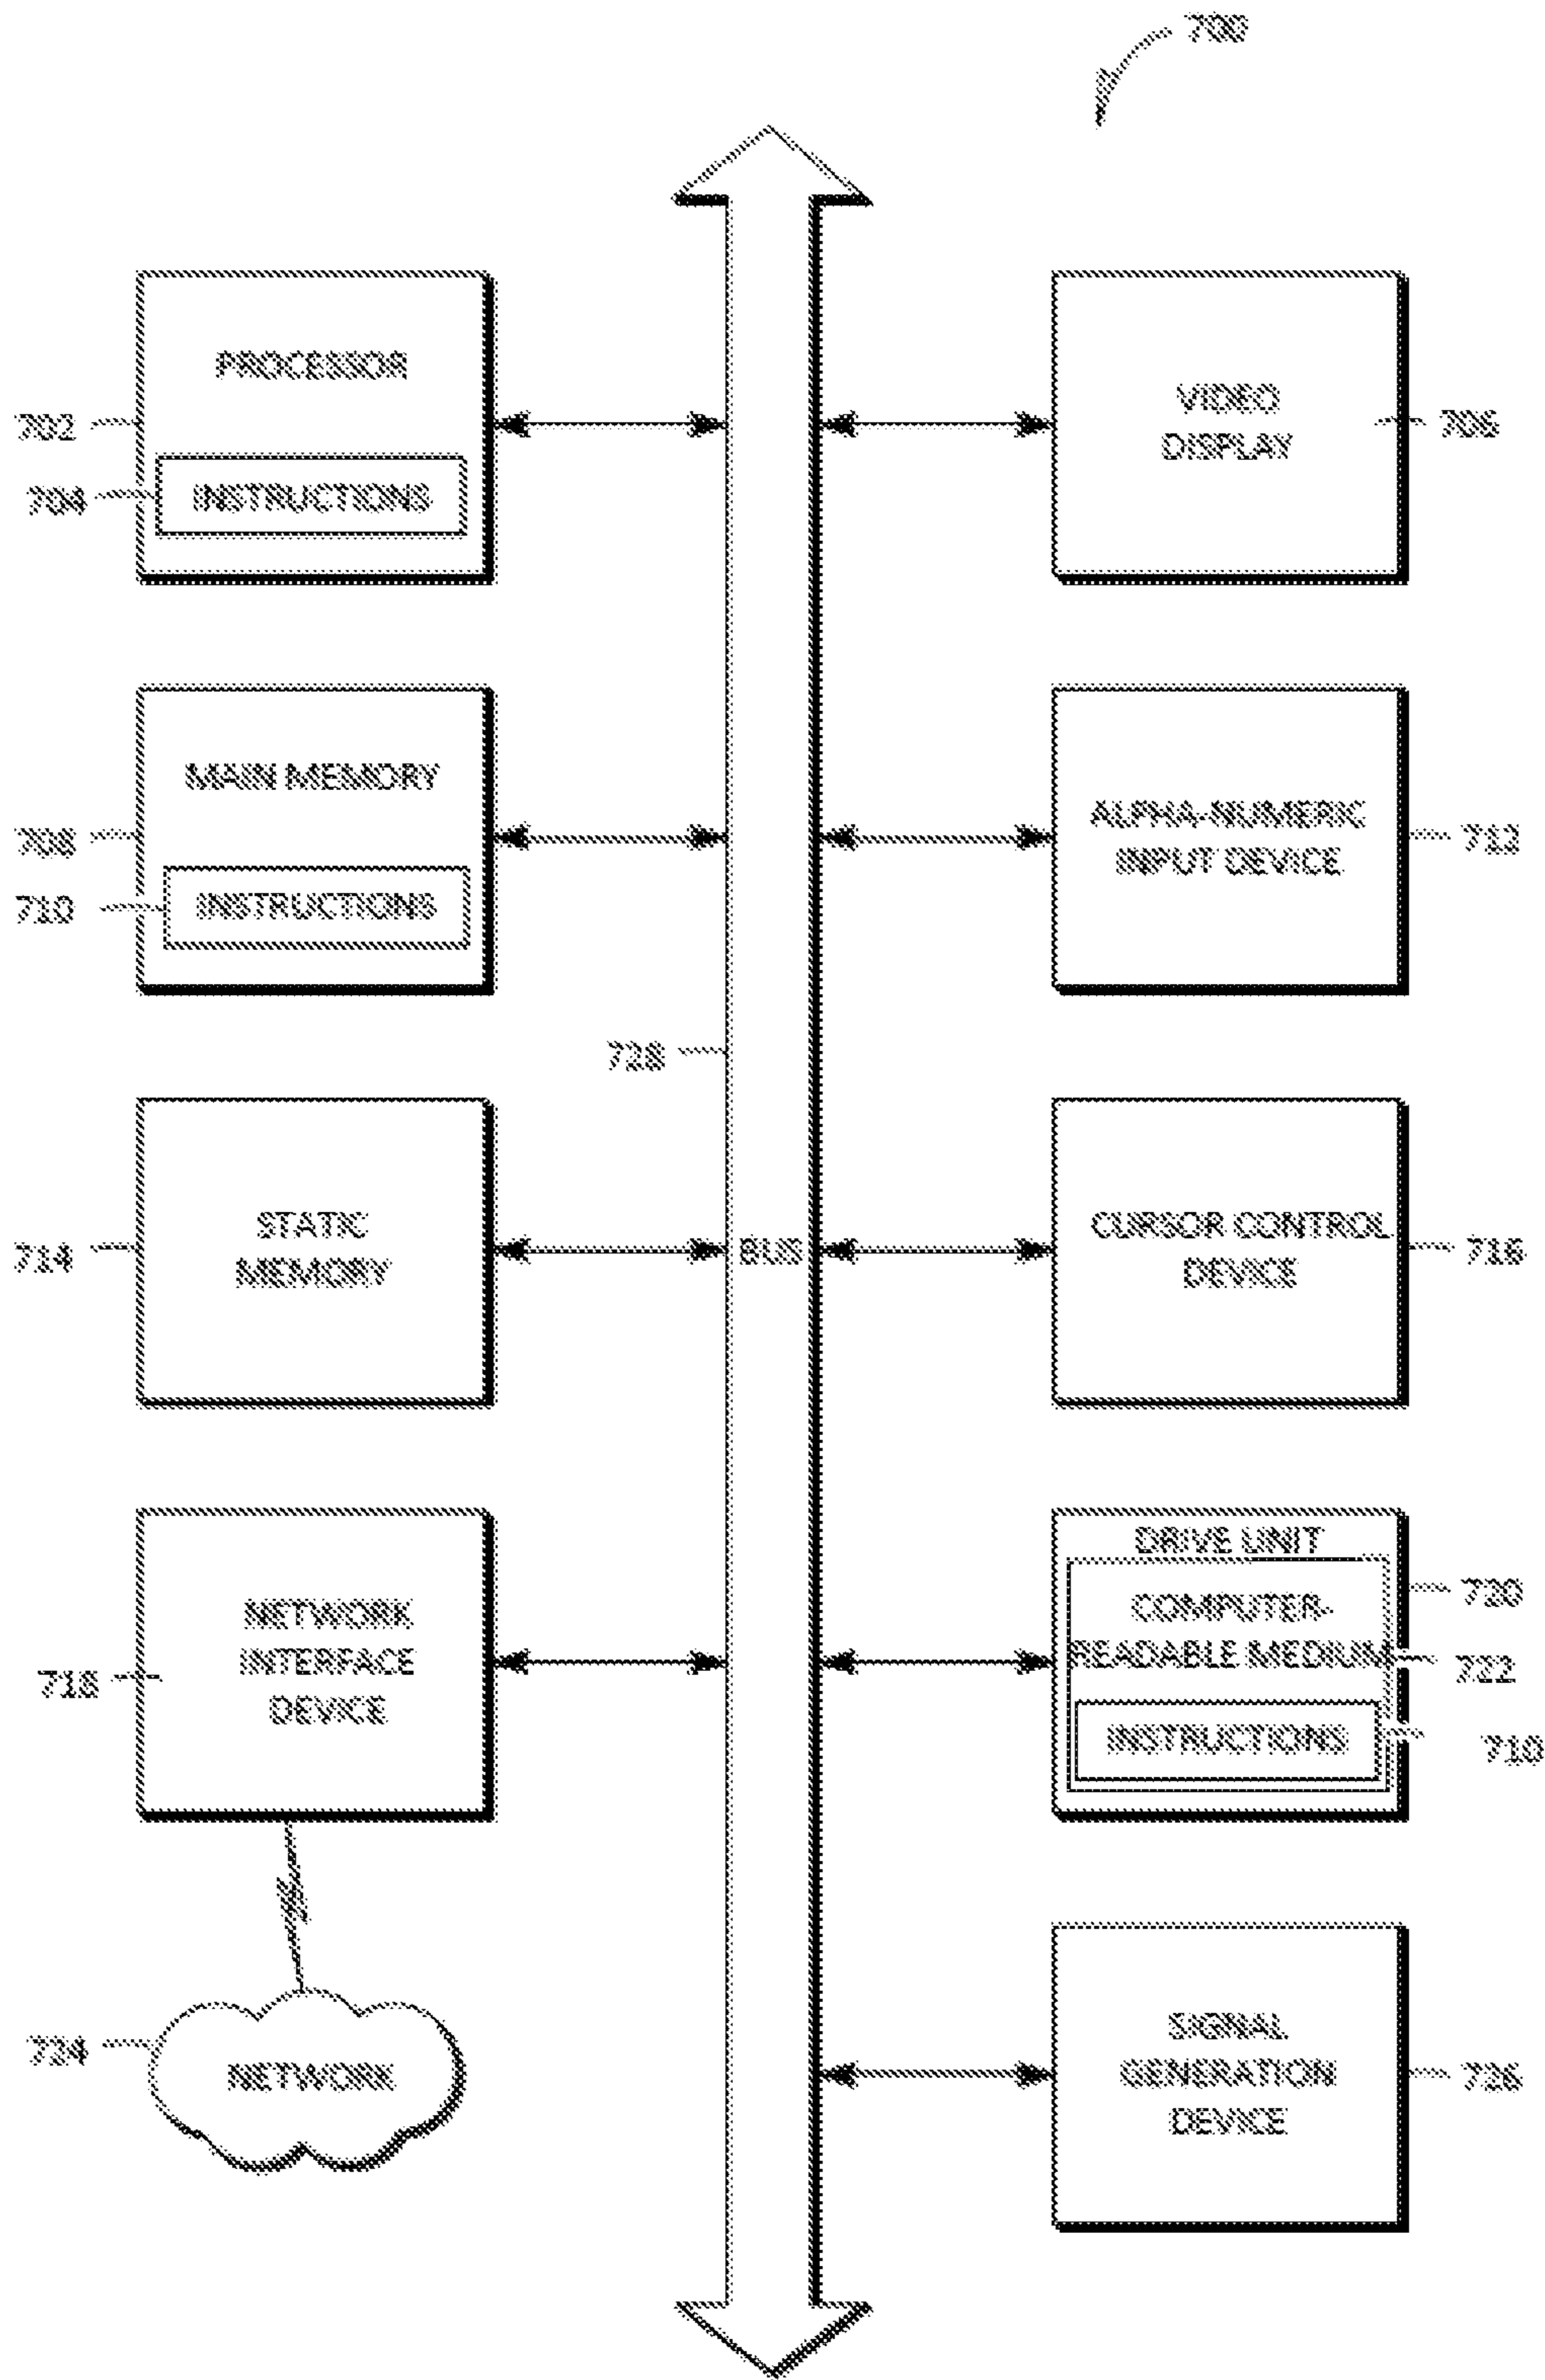 700
PROCESSOR
702
704
INSTRUCTIONS
VIDEO
DISPLAY
706
MAIN MEMORY
708
710
INSTRUCTIONS
ALPHA-NUMERIC
INPUT DEVICE
712
728
STATIC
MEMORY
714
BUS
CURSOR CONTROL
DEVICE
716
NETWORK
INTERFACE
DEVICE
718
DRIVE UNIT
720
COMPUTER-
READABLE MEDIUM
722
INSTRUCTIONS
710
724
NETWORK
SIGNAL
GENERATION
DEVICE
726